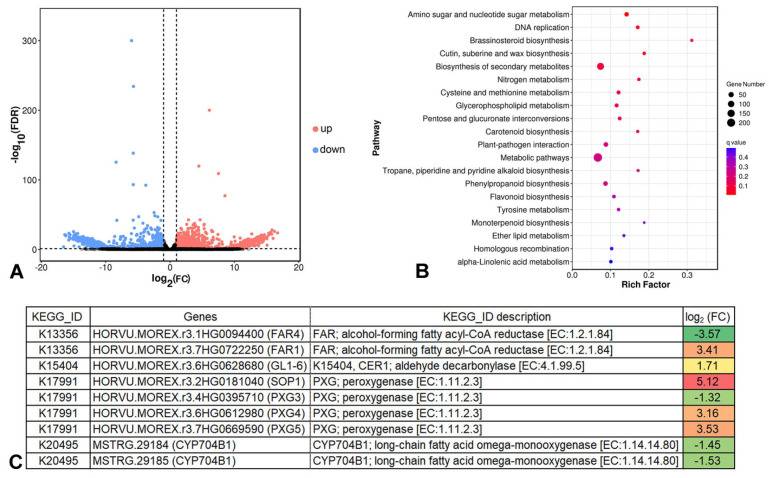 300
200
100
0
-20
-10
0
10
20
-log10(FDR)
log2(FC)
up
down
A
Pathway
Amino sugar and nucleotide sugar metabolism
DNA replication
Brassinosteroid biosynthesis
Cutin, suberine and wax biosynthesis
Biosynthesis of secondary metabolites
Nitrogen metabolism
Cysteine and methionine metabolism
Glycerophospholipid metabolism
Pentose and glucuronate interconversions
Carotenoid biosynthesis
Plant-pathogen interaction
Metabolic pathways
Tropane, piperidine and pyridine alkaloid biosynthesis
Phenylpropanoid biosynthesis
Flavonoid biosynthesis
Tyrosine metabolism
Monoterpenoid biosynthesis
Ether lipid metabolism
Homologous recombination
alpha-Linolenic acid metabolism
0.0 0.1 0.2 0.3
Rich Factor
Gene Number
50
100
150
200
q value
0.4
0.3
0.2
0.1
B
KEGG_ID Genes KEGG_ID description log2 (FC)
K13356 HORVU.MOREX.r3.1HG0094400 (FAR4) FAR; alcohol-forming fatty acyl-CoA reductase [EC:1.2.1.84] -3.57
K13356 HORVU.MOREX.r3.7HG0722250 (FAR1) FAR; alcohol-forming fatty acyl-CoA reductase [EC:1.2.1.84] 3.41
K15404 HORVU.MOREX.r3.6HG0628680 (GL1-6) K15404, CER1; aldehyde decarbonylase [EC:4.1.99.5] 1.71
K17991 HORVU.MOREX.r3.2HG0181040 (SOP1) PXG; peroxygenase [EC:1.11.2.3] 5.12
K17991 HORVU.MOREX.r3.4HG0395710 (PXG3) PXG; peroxygenase [EC:1.11.2.3] -1.32
K17991 HORVU.MOREX.r3.6HG0612980 (PXG4) PXG; peroxygenase [EC:1.11.2.3] 3.16
K17991 HORVU.MOREX.r3.7HG0669590 (PXG5) PXG; peroxygenase [EC:1.11.2.3] 3.53
K20495 MSTRG.29184 (CYP704B1) CYP704B1; long-chain fatty acid omega-monooxygenase [EC:1.14.14.80] -1.45
K20495 MSTRG.29185 (CYP704B1) CYP704B1; long-chain fatty acid omega-monooxygenase [EC:1.14.14.80] -1.53
C